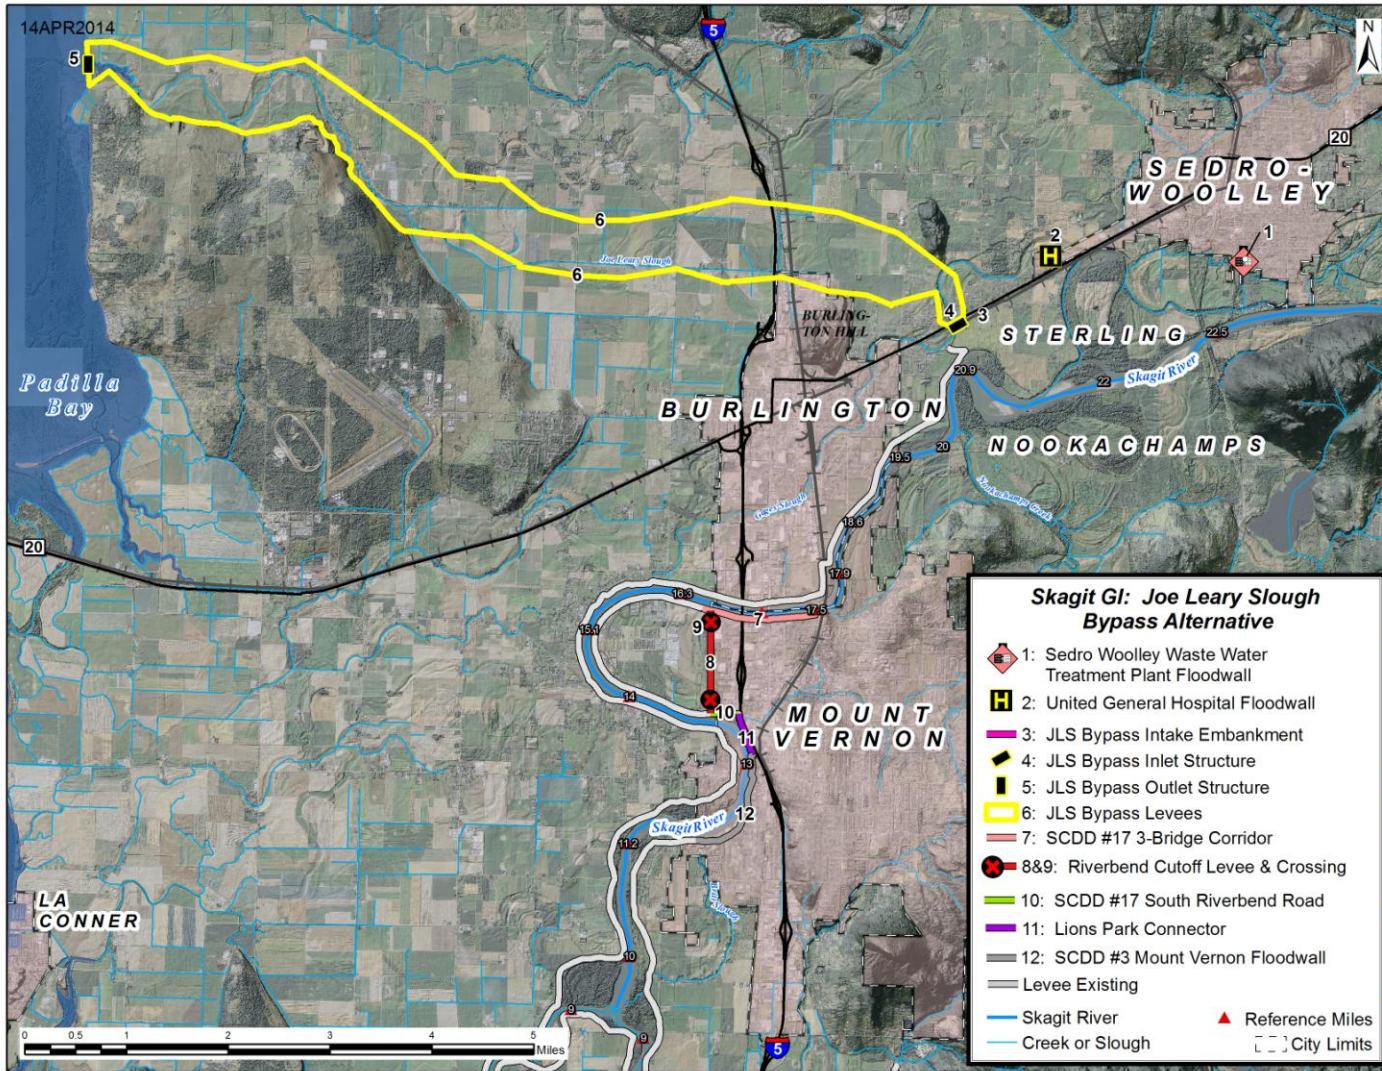 14APR2014
5
5
N
20
SEDRO-
WOOLLEY
2
1
H
6
6
Joe Leary Slough
4
3
BURLING-
TON HILL
STERLING
22.5
Skagit River
22
20.9
Padilla
Bay
BURLINGTON
NOOKACHAMPS
20
19.5
Gages Slough
Nookachamps Creek
18.6
20
17.9
16.3
17.5
7
9
15.1
8
14
10
MOUNT
VERNON
11
13
12
Skagit River
11.2
LA
CONNER
10
9
9
0 0.5 1 2 3 4 5
Miles
5
Skagit GI: Joe Leary Slough
Bypass Alternative
1: Sedro Woolley Waste Water
Treatment Plant Floodwall
H 2: United General Hospital Floodwall
3: JLS Bypass Intake Embankment
4: JLS Bypass Inlet Structure
5: JLS Bypass Outlet Structure
6: JLS Bypass Levees
7: SCDD #17 3-Bridge Corridor
8&9: Riverbend Cutoff Levee & Crossing
10: SCDD #17 South Riverbend Road
11: Lions Park Connector
12: SCDD #3 Mount Vernon Floodwall
Levee Existing
Skagit River
Reference Miles
Creek or Slough
City Limits